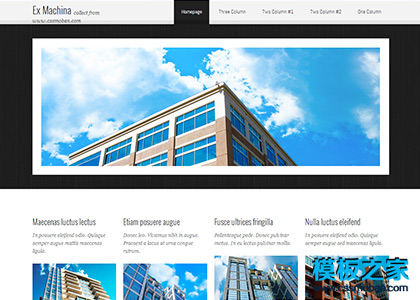 Ex Machina collect from
www.cssmoban.com
Homepage
Three Column
Two Column #1
Two Column #2
One Column
Maecenas luctus lectus
In posuere eleifend odio. Quisque
semper augue mattis maecenas
ligula.
Etiam posuere augue
Donec leo. Vivamus nibh in augue.
Praesent a lacus at urna congue
rutrum.
Fusce ultrices fringilla
Pellentesque pede. Donec pulvinar
In eu lectus pulvinar mollis.
Nulla luctus eleifend
In posuere eleifend odio. Quisque
semper sed maecenas ligula.
模板之家